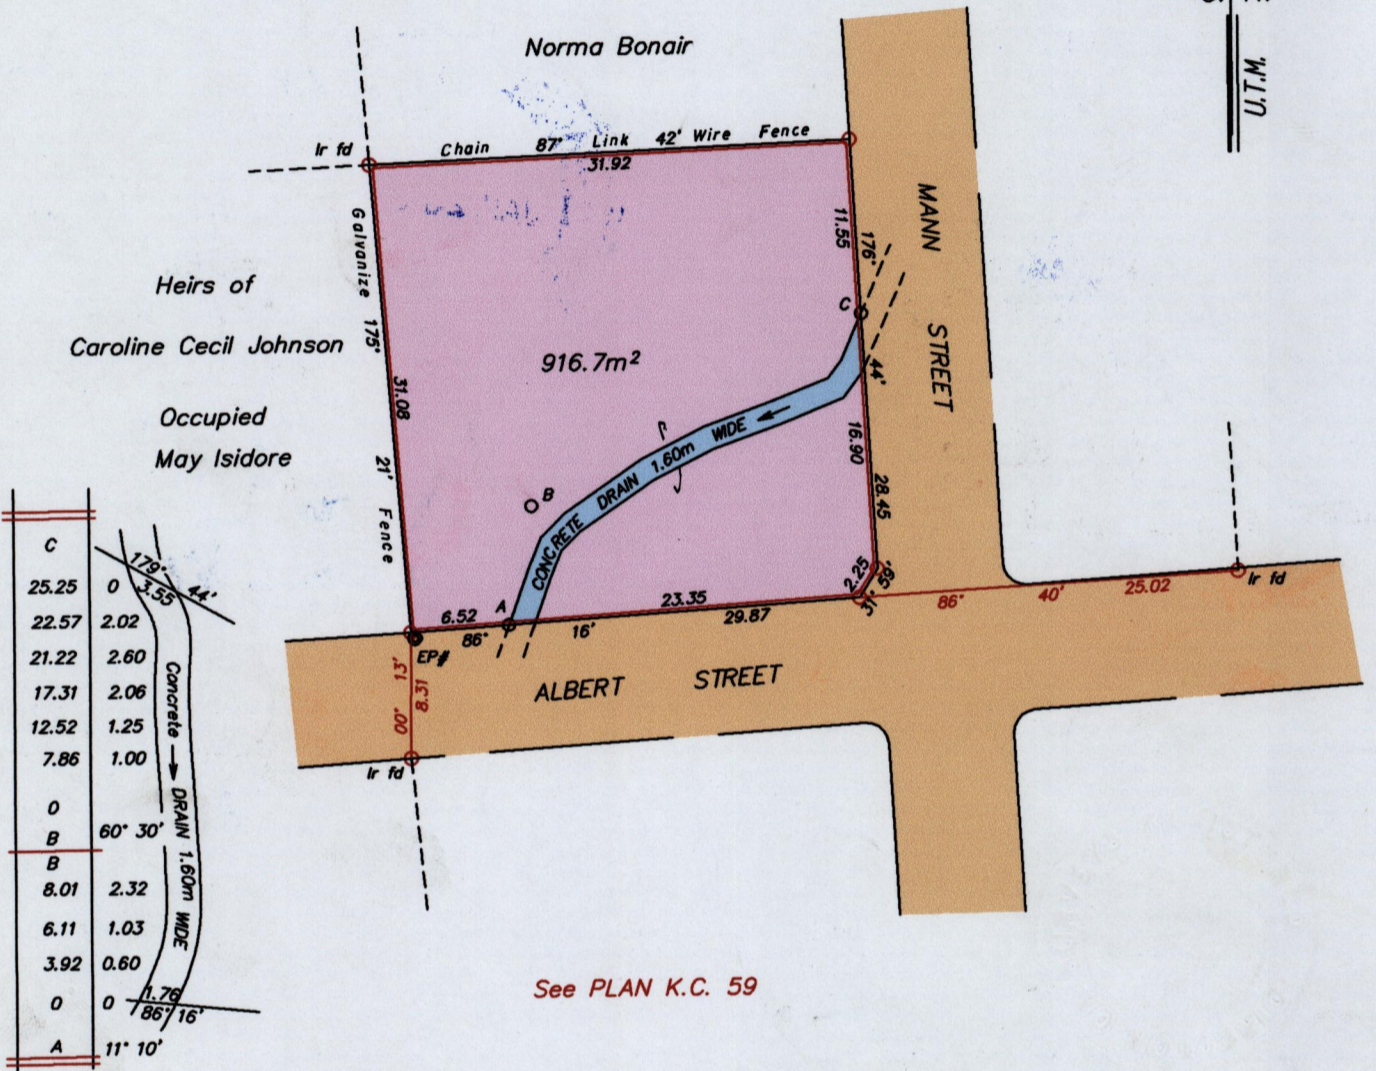 Norma Bonair
U.T.M.
Ir fd
Chain 87° Link 42' Wire Fence
31.92
Galvanize 175° 21' Fence
31.08
11.55
176° 44'
MANN STREET
Heirs of
Caroline Cecil Johnson
Occupied
May Isidore
916.7m²
C
B
A
CONCRETE DRAIN 1.60m WIDE
16.90
28.45
2.25
31° 59'
6.52
23.35
86° 16'
29.87
86° 40' 25.02
Ir fd
EP#
00° 13'
8.31
ALBERT STREET
Ir fd
C
179° 44'
3.55
25.25 0
22.57 2.02
21.22 2.60
17.31 2.06
12.52 1.25
7.86 1.00
0
B 60° 30'
B
8.01 2.32
6.11 1.03
3.92 0.60
0 0
1.76
86° 16'
A 11° 10'
Concrete DRAIN 1.60m WIDE
See PLAN K.C. 59